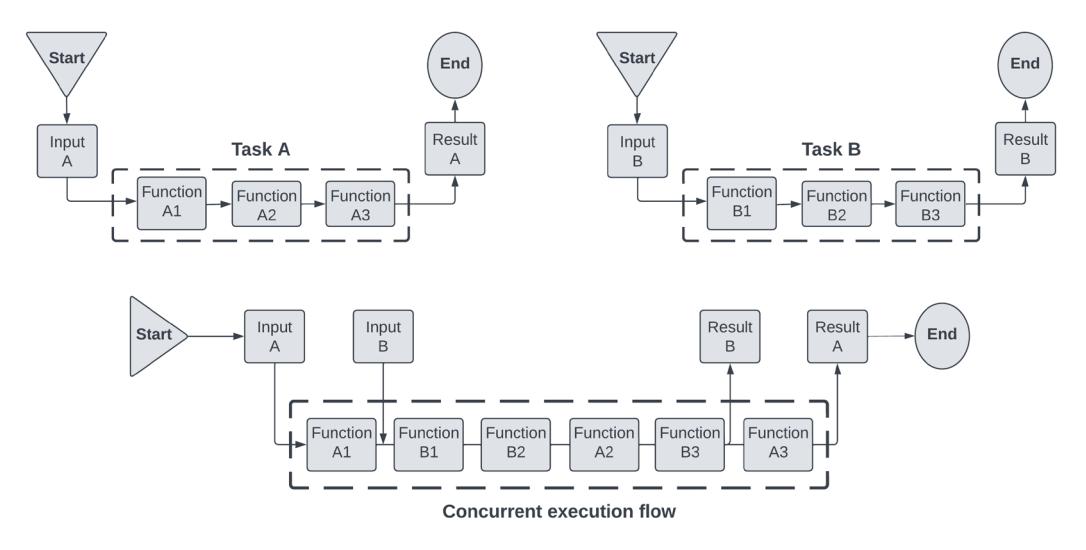 Start
End
Input
A
Result
A
Task A
Function
A1
Function
A2
Function
A3
Start
End
Input
B
Result
B
Task B
Function
B1
Function
B2
Function
B3
Start
Input
A
Input
B
Result
B
Result
A
End
Function
A1
Function
B1
Function
B2
Function
A2
Function
B3
Function
A3
Concurrent execution flow